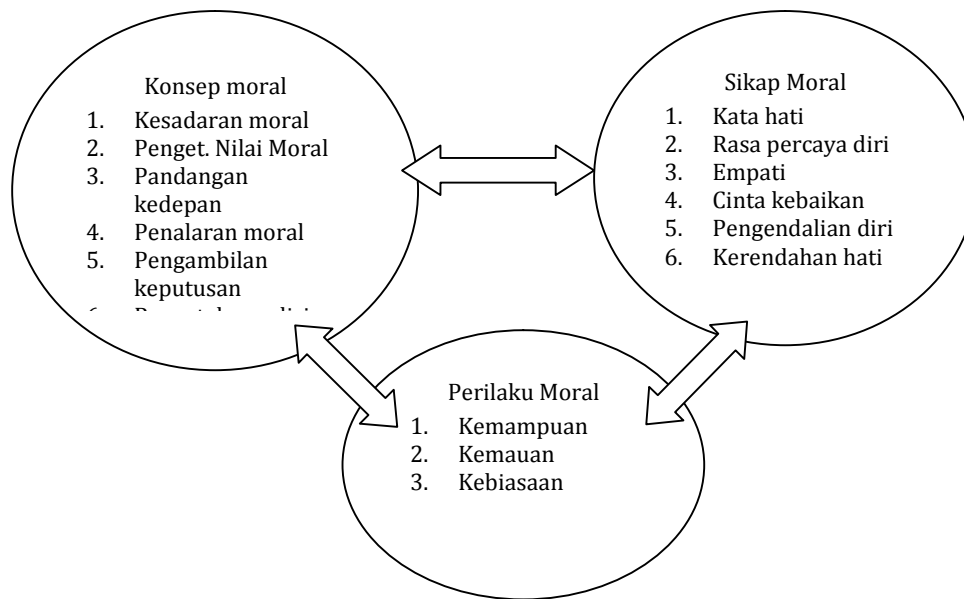 Konsep moral
1. Kesadaran moral
2. Penget. Nilai Moral
3. Pandangan
kedepan
4. Penalaran moral
5. Pengambilan
keputusan
Sikap Moral
1. Kata hati
2. Rasa percaya diri
3. Empati
4. Cinta kebaikan
5. Pengendalian diri
6. Kerendahan hati
Perilaku Moral
1. Kemampuan
2. Kemauan
3. Kebiasaan